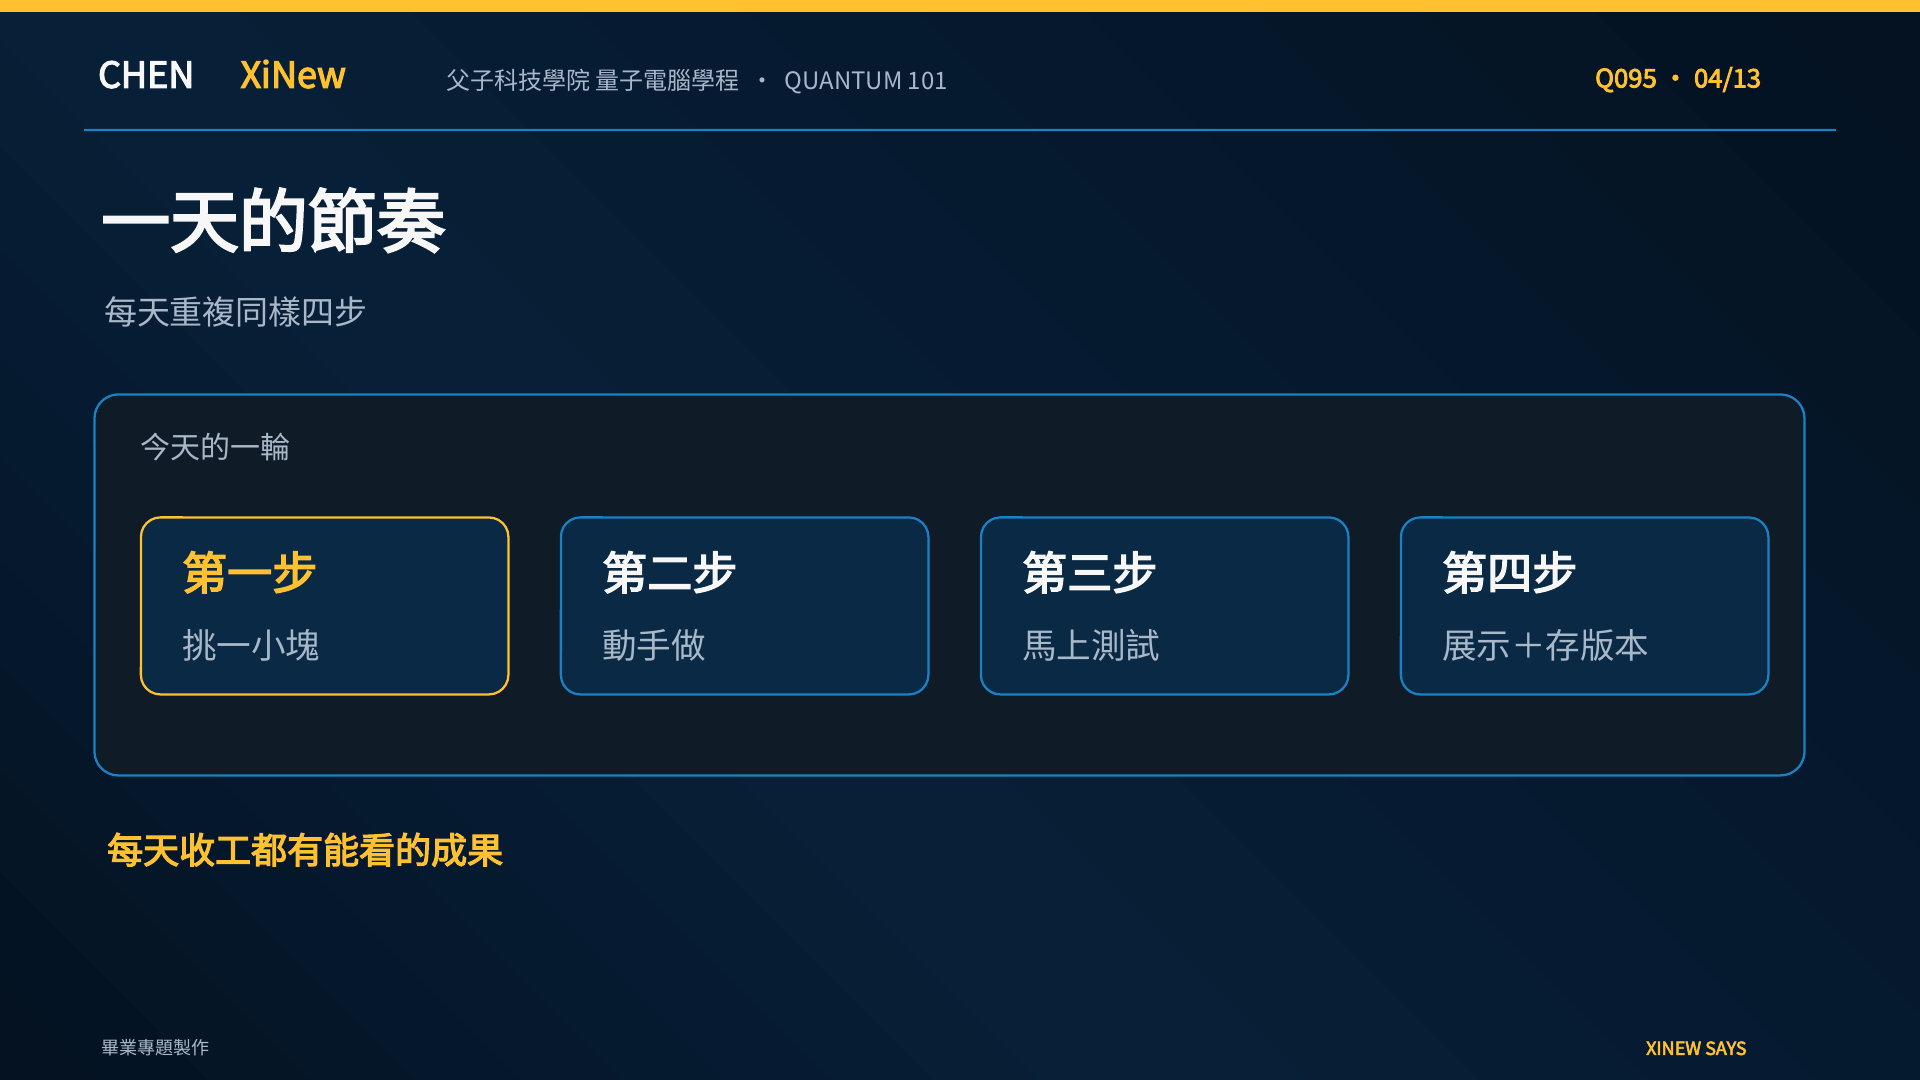 CHEN XiNew 父子科技學院 量子電腦學程 • QUANTUM 101 Q095 • 04/13
一天的節奏
每天重複同樣四步
今天的一輪
第一步 第二步 第三步 第四步
挑一小塊 動手做 馬上測試 展示＋存版本
每天收工都有能看的成果
畢業專題製作 XINEW SAYS